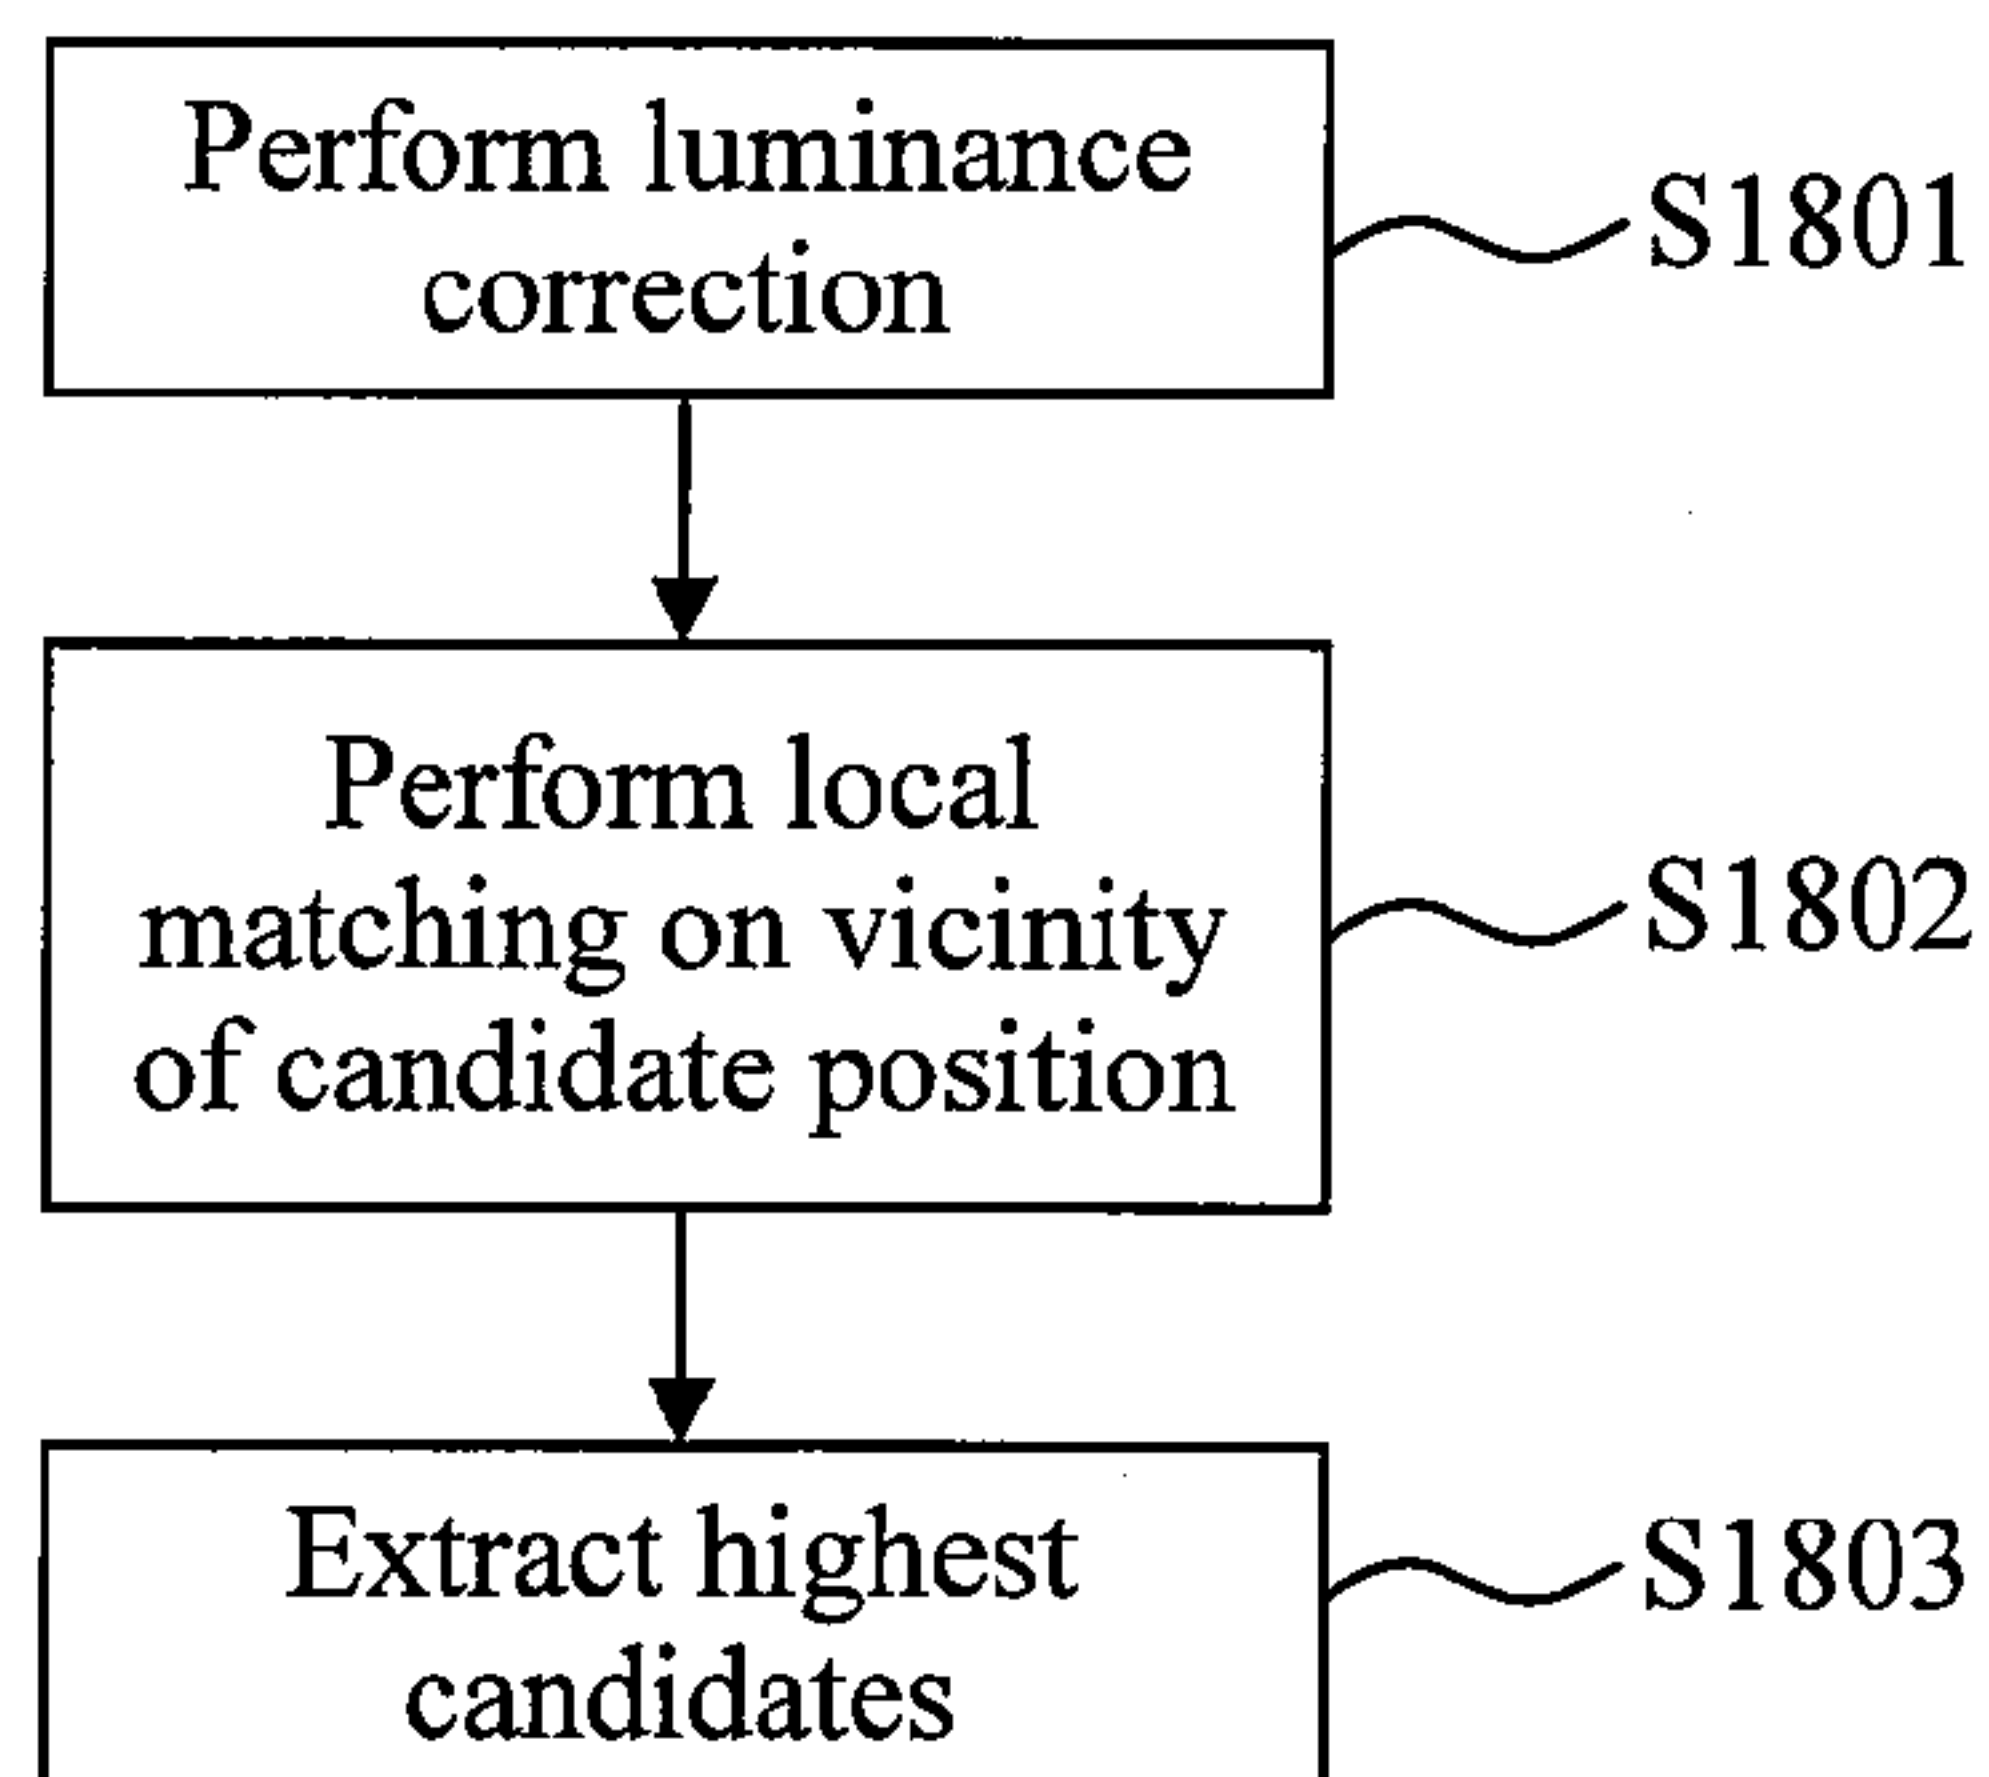 Perform luminance
correction
S1801
Perform local
matching on vicinity
of candidate position
S1802
Extract highest
candidates
S1803